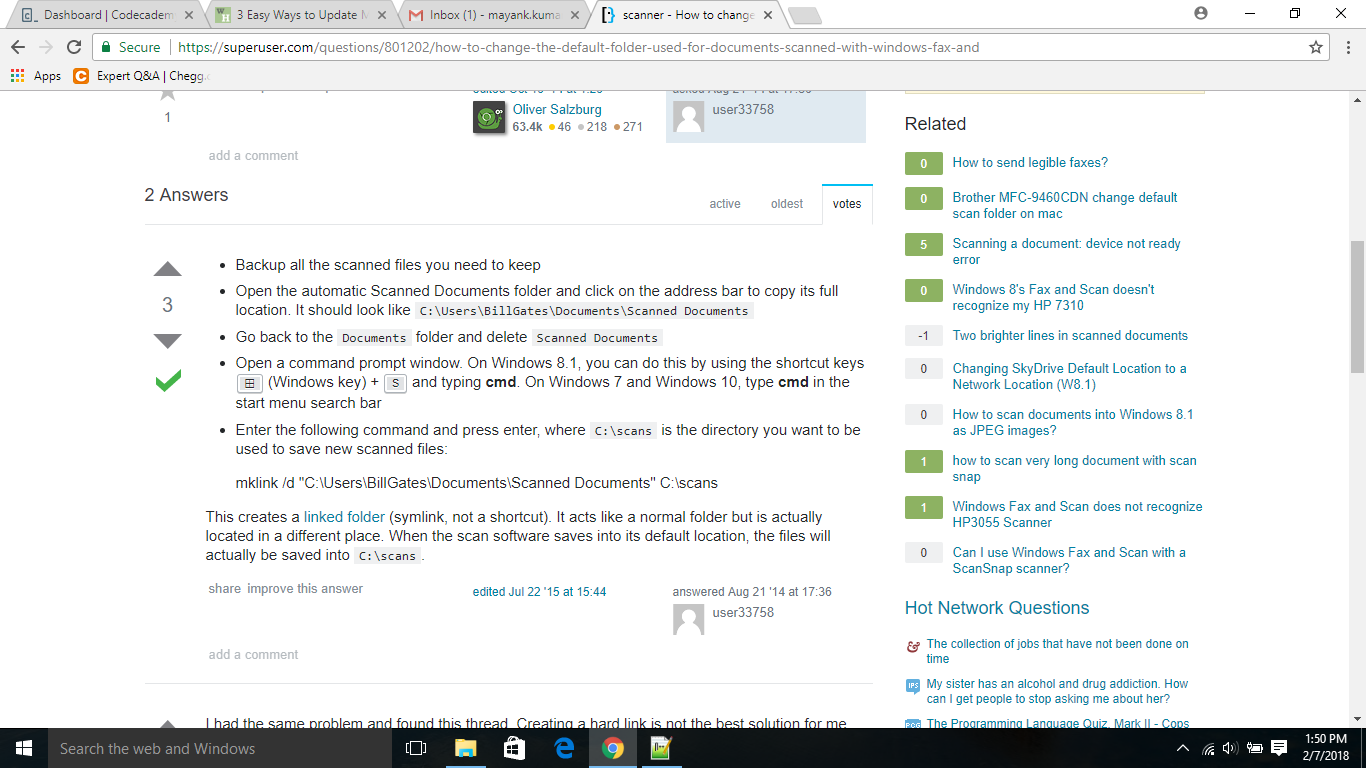 Dashboard | Codecadem
3 Easy Ways to Update M
Inbox (1) - mayank.kuma
scanner - How to change
Secure https://superuser.com/questions/801202/how-to-change-the-default-folder-used-for-documents-scanned-with-windows-fax-and
Apps Expert Q&A | Chegg.c
1
asked Aug 21 '14 at 17:36
Oliver Salzburg
63.4k 46 218 271
user33758
add a comment
2 Answers
active oldest votes
3
• Backup all the scanned files you need to keep
• Open the automatic Scanned Documents folder and click on the address bar to copy its full
location. It should look like C:\Users\BillGates\Documents\Scanned Documents
• Go back to the Documents folder and delete Scanned Documents
• Open a command prompt window. On Windows 8.1, you can do this by using the shortcut keys
(Windows key) + S and typing cmd. On Windows 7 and Windows 10, type cmd in the
start menu search bar
• Enter the following command and press enter, where C:\scans is the directory you want to be
used to save new scanned files:
mklink /d "C:\Users\BillGates\Documents\Scanned Documents" C:\scans
This creates a linked folder (symlink, not a shortcut). It acts like a normal folder but is actually
located in a different place. When the scan software saves into its default location, the files will
actually be saved into C:\scans.
share improve this answer
edited Jul 22 '15 at 15:44
answered Aug 21 '14 at 17:36
user33758
add a comment
I had the same problem and found this thread. Creating a hard link is not the best solution for me
Related
0 How to send legible faxes?
0 Brother MFC-9460CDN change default
scan folder on mac
5 Scanning a document: device not ready
error
0 Windows 8's Fax and Scan doesn't
recognize my HP 7310
-1 Two brighter lines in scanned documents
0 Changing SkyDrive Default Location to a
Network Location (W8.1)
0 How to scan documents into Windows 8.1
as JPEG images?
1 how to scan very long document with scan
snap
1 Windows Fax and Scan does not recognize
HP3055 Scanner
0 Can I use Windows Fax and Scan with a
ScanSnap scanner?
Hot Network Questions
The collection of jobs that have not been done on
time
IPS My sister has an alcohol and drug addiction. How
can I get people to stop asking me about her?
PCG The Programming Language Quiz, Mark II - Cops
Search the web and Windows
1:50 PM
2/7/2018